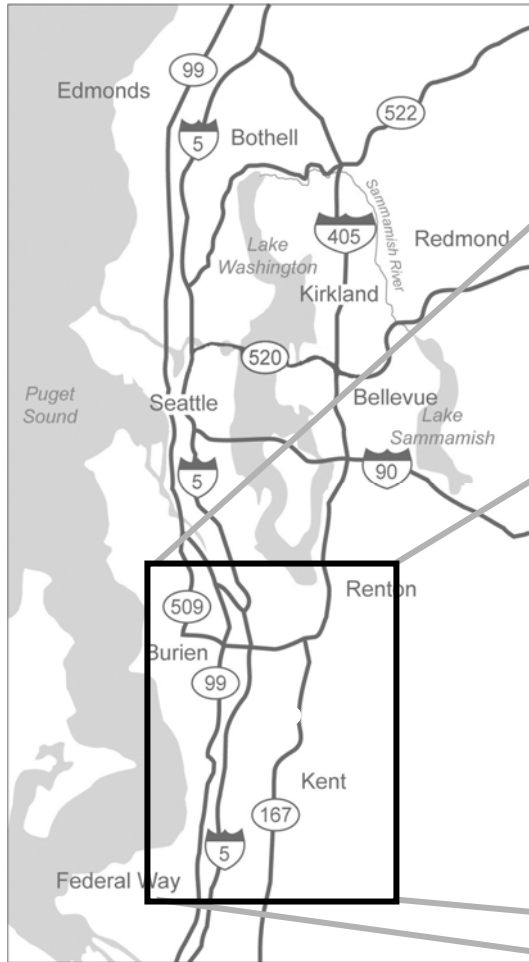 99
Edmonds
522
5
Bothell
Sammamish River
405
Redmond
Lake
Washington
Kirkland
520
Bellevue
Puget
Sound
Seattle
Lake
Sammamish
90
5
Renton
509
Burien
99
Kent
167
5
Federal Way